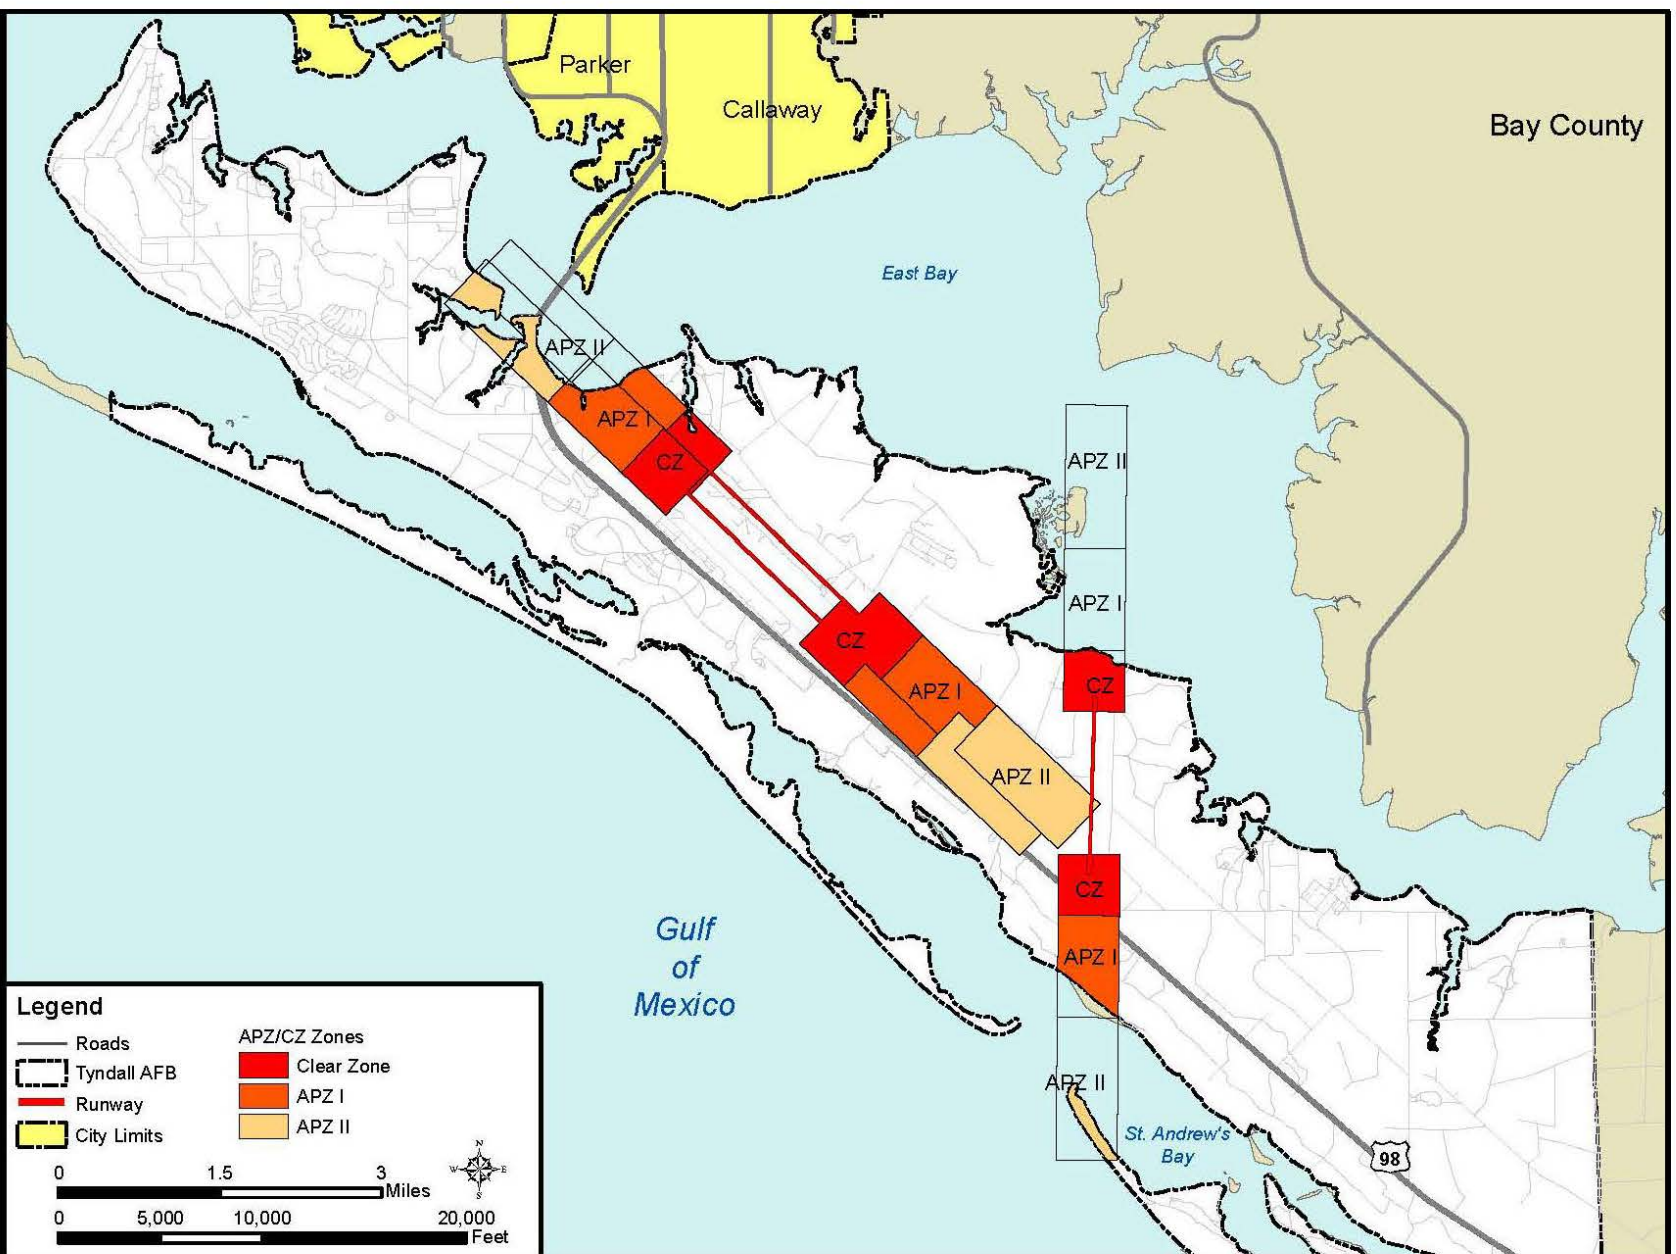 Parker
Callaway
Bay County
East Bay
APZ II
APZ I
CZ
APZ II
APZ I
CZ
CZ
APZ I
APZ II
CZ
APZ I
APZ II
Gulf
of
Mexico
St. Andrew's
Bay
98
Legend
Roads
Tyndall AFB
Runway
City Limits
APZ/CZ Zones
Clear Zone
APZ I
APZ II
N
W E
S
0 1.5 3
Miles
0 5,000 10,000 20,000
Feet